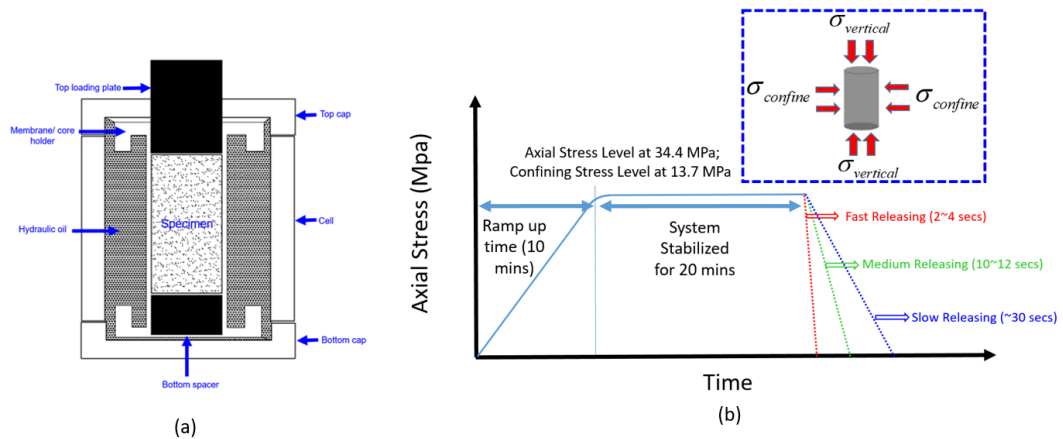 Top loading plate
Top cap
Membrane/ core
holder
Specimen
Cell
Hydraulic oil
Bottom cap
Bottom spacer
(a)
σvertical
σconfine
σconfine
σvertical
Axial Stress (Mpa)
Axial Stress Level at 34.4 MPa;
Confining Stress Level at 13.7 MPa
Ramp up
time (10
mins)
System
Stabilized
for 20 mins
Fast Releasing (2~4 secs)
Medium Releasing (10~12 secs)
Slow Releasing (~30 secs)
Time
(b)